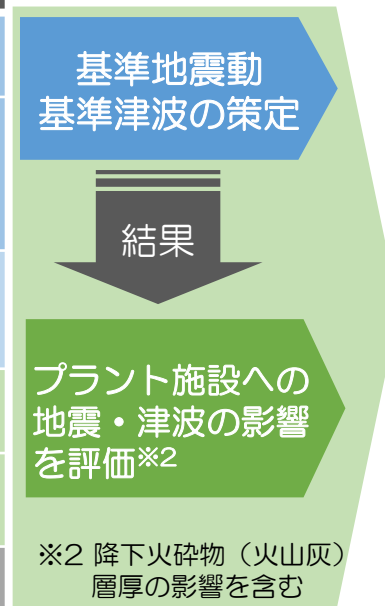 基準地震動
基準津波の策定
結果
プラント施設への
地震・津波の影響
を評価※2
※2 降下火砕物（火山灰）
層厚の影響を含む